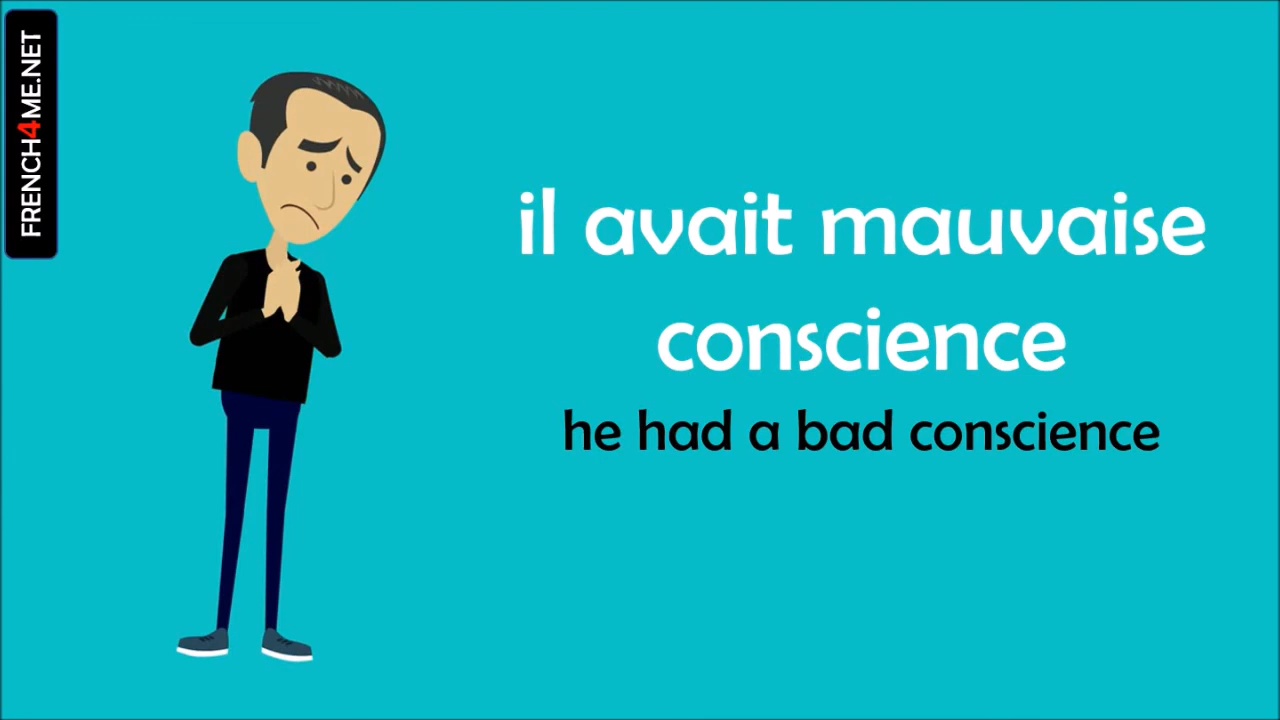 FRENCH4ME.NET
il avait mauvaise
conscience
he had a bad conscience